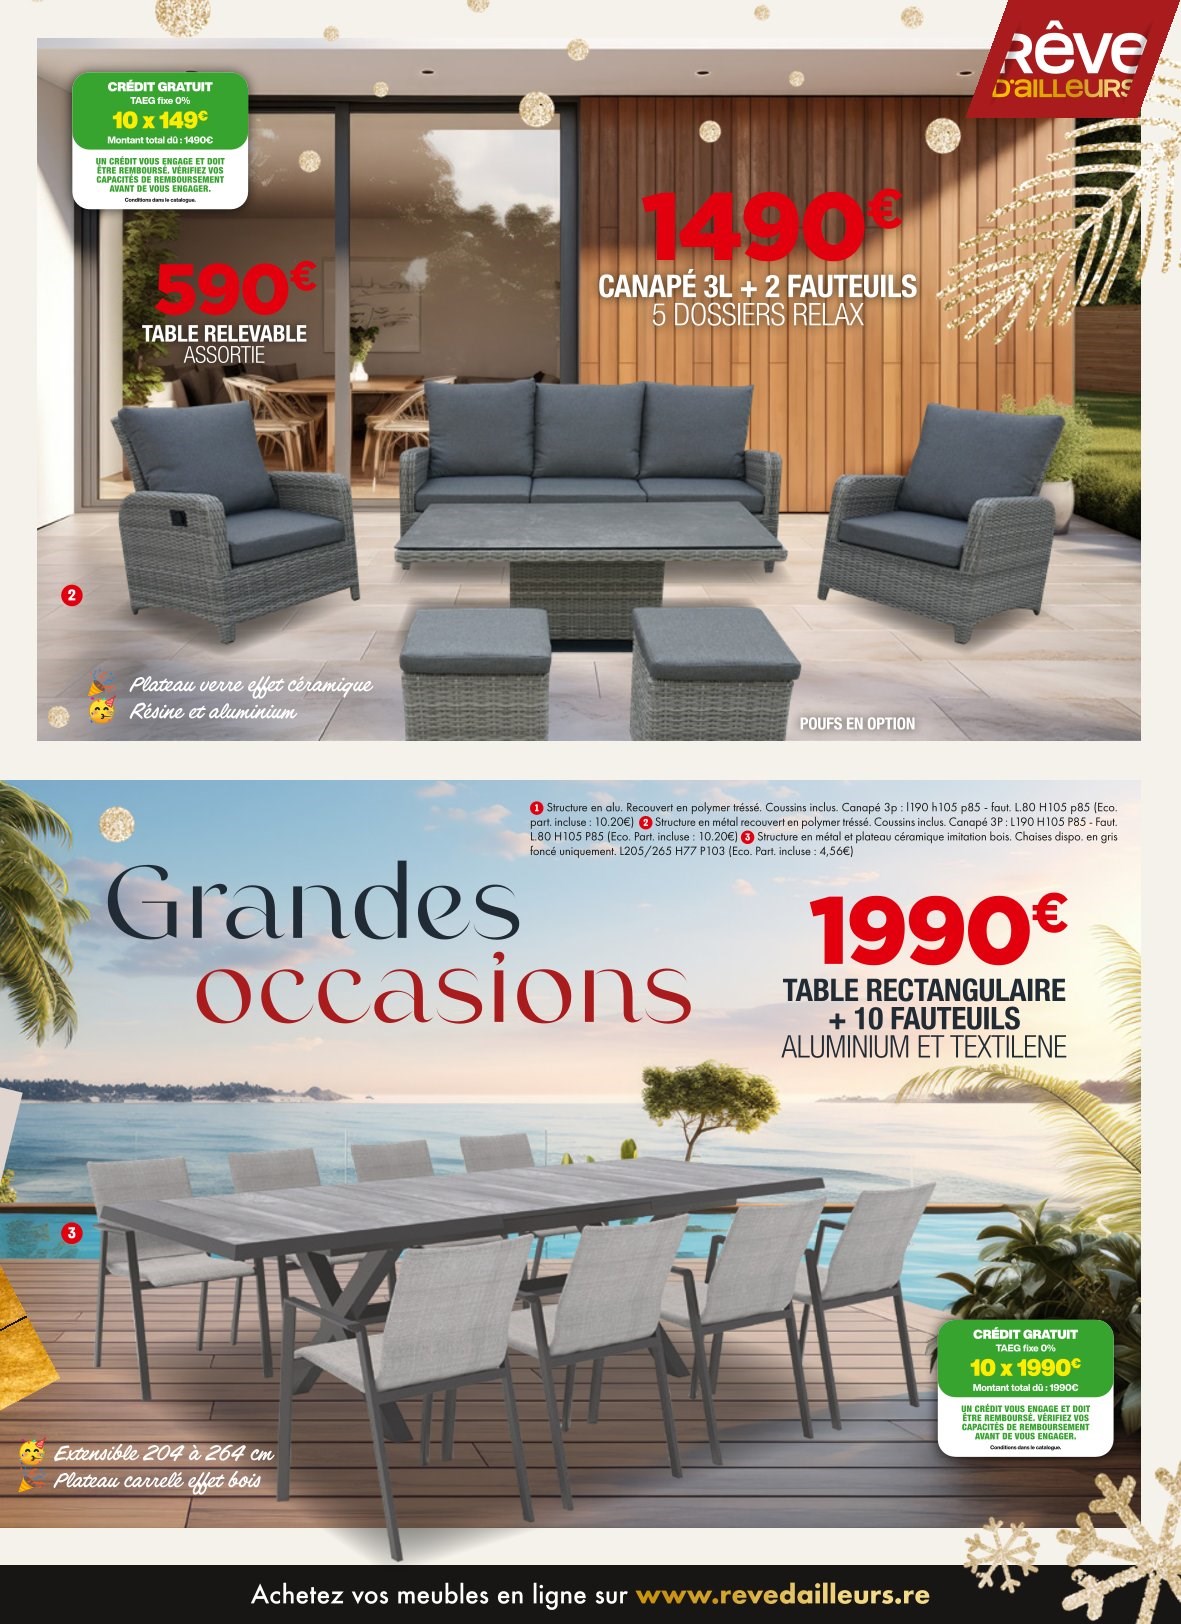 RÊVE
D'AILLEURS
CRÉDIT GRATUIT
TAEG fixe 0%
10 x 149€
Montant total dû : 1490€
UN CRÉDIT VOUS ENGAGE ET DOIT
ÊTRE REMBOURSÉ. VÉRIFIEZ VOS
CAPACITÉS DE REMBOURSEMENT
AVANT DE VOUS ENGAGER.
Conditions dans le catalogue.
1490€
CANAPÉ 3L + 2 FAUTEUILS
5 DOSSIERS RELAX
590€
TABLE RELEVABLE
ASSORTIE
2
Plateau verre effet céramique
Résine et aluminium
POUFS EN OPTION
1 Structure en alu. Recouvert en polymer tréssé. Coussins inclus. Canapé 3p : l190 h105 p85 - faut. L.80 H105 p85 (Eco.
part. incluse : 10.20€) 2 Structure en métal recouvert en polymer tréssé. Coussins inclus. Canapé 3P : L190 H105 P85 - Faut.
L.80 H105 P85 (Eco. Part. incluse : 10.20€) 3 Structure en métal et plateau céramique imitation bois. Chaises dispo. en gris
foncé uniquement. L205/265 H77 P103 (Eco. Part. incluse : 4,56€)
Grandes
occasions
1990€
TABLE RECTANGULAIRE
+ 10 FAUTEUILS
ALUMINIUM ET TEXTILENE
3
CRÉDIT GRATUIT
TAEG fixe 0%
10 x 1990€
Montant total dû : 1990€
UN CRÉDIT VOUS ENGAGE ET DOIT
ÊTRE REMBOURSÉ. VÉRIFIEZ VOS
CAPACITÉS DE REMBOURSEMENT
AVANT DE VOUS ENGAGER.
Conditions dans le catalogue.
Extensible 204 à 264 cm
Plateau carrelé effet bois
Achetez vos meubles en ligne sur www.revedailleurs.re